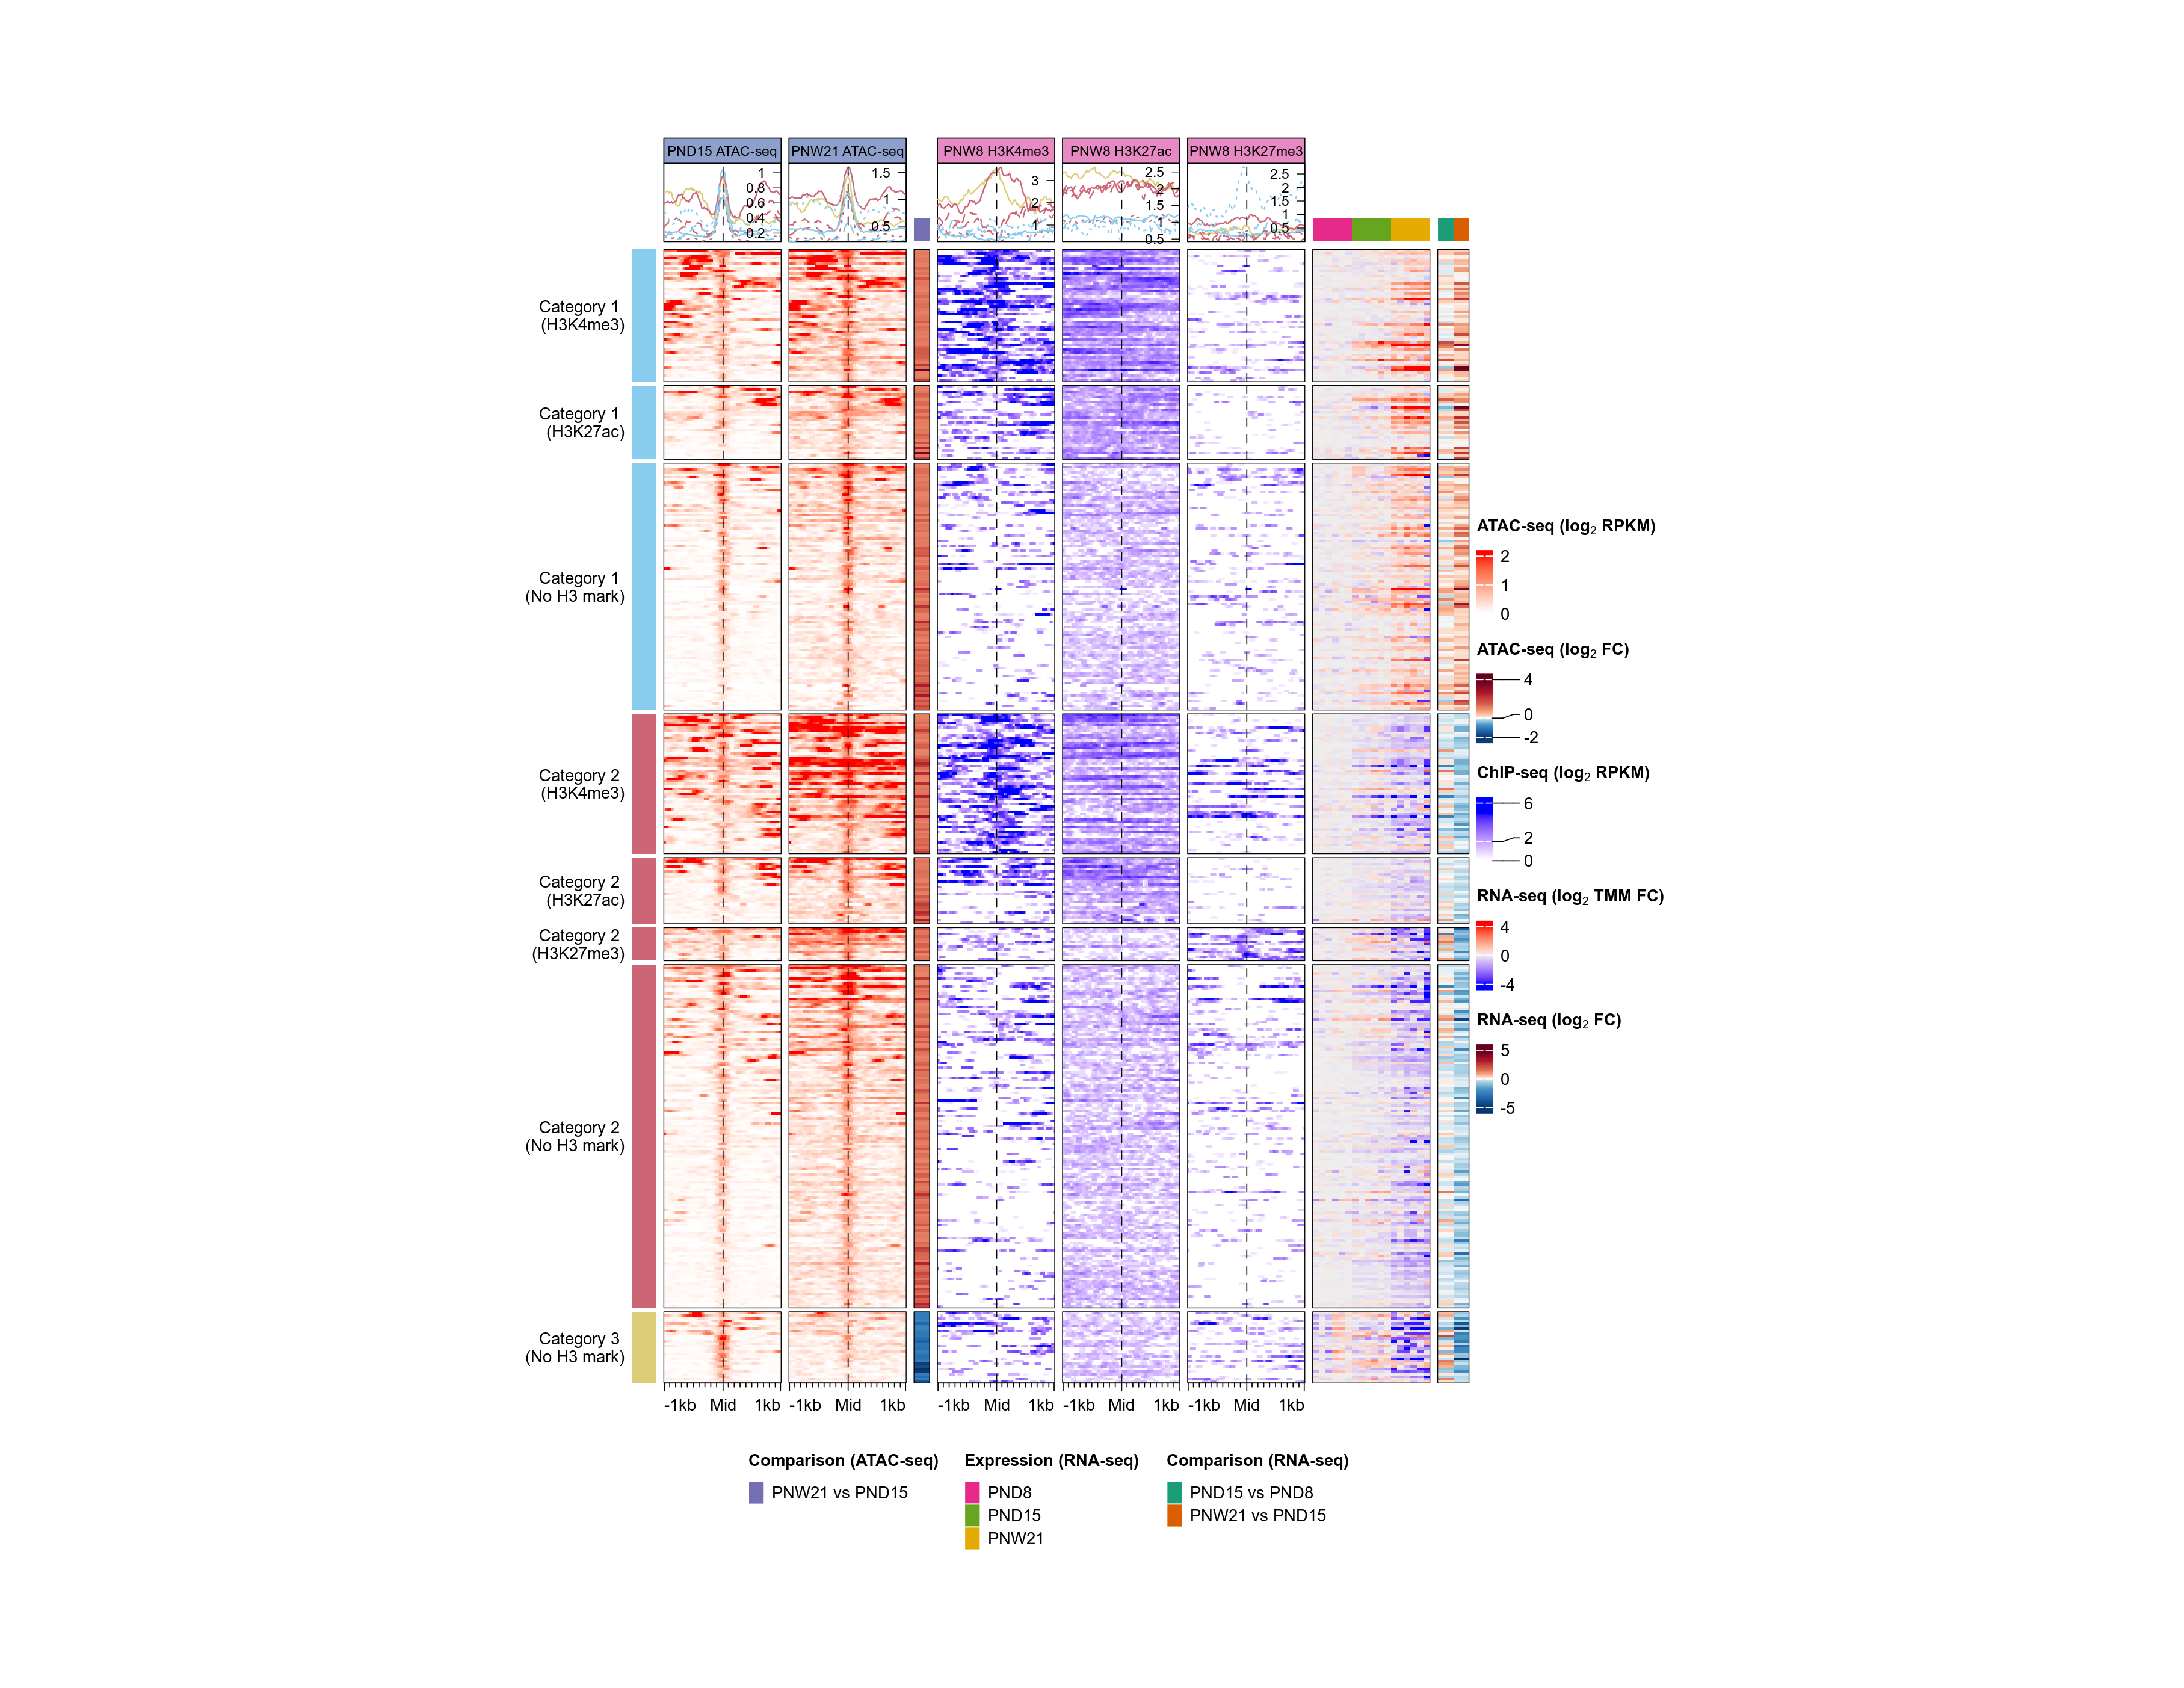 PND15 ATAC-seq
PNW21 ATAC-seq
PNW8 H3K4me3
PNW8 H3K27ac
PNW8 H3K27me3
1
0.8
0.6
0.4
0.2
1.5
1
0.5
3
2
1
2.5
2
1.5
1
0.5
2.5
2
1.5
1
0.5
Category 1
(H3K4me3)
Category 1
(H3K27ac)
Category 1
(No H3 mark)
Category 2
(H3K4me3)
Category 2
(H3K27ac)
Category 2
(H3K27me3)
Category 2
(No H3 mark)
Category 3
(No H3 mark)
-1kb Mid 1kb
-1kb Mid 1kb
-1kb Mid 1kb
-1kb Mid 1kb
-1kb Mid 1kb
ATAC-seq (log₂ RPKM)
2
1
0
ATAC-seq (log₂ FC)
4
0
-2
ChIP-seq (log₂ RPKM)
6
2
0
RNA-seq (log₂ TMM FC)
4
0
-4
RNA-seq (log₂ FC)
5
0
-5
Comparison (ATAC-seq)
PNW21 vs PND15
Expression (RNA-seq)
PND8
PND15
PNW21
Comparison (RNA-seq)
PND15 vs PND8
PNW21 vs PND15